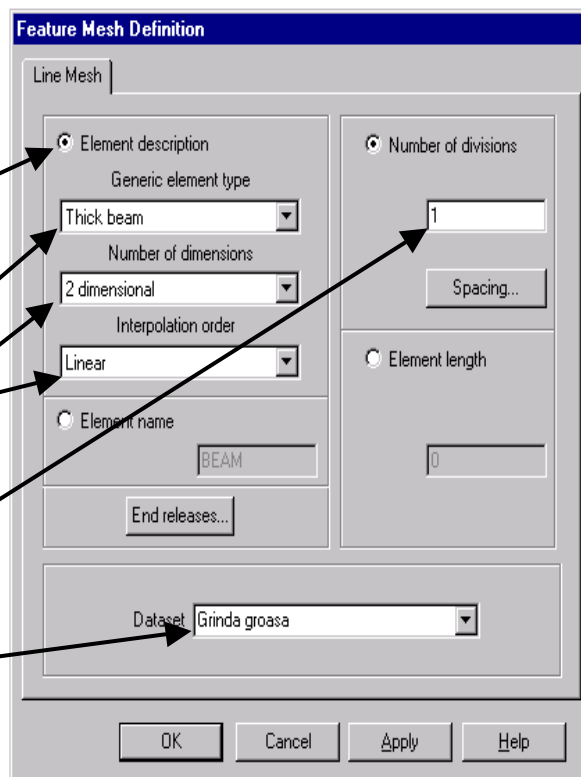 Feature Mesh Definition
Line Mesh
Element description
Generic element type
Thick beam
Number of dimensions
2 dimensional
Interpolation order
Linear
Element name
BEAM
End releases...
Number of divisions
1
Spacing...
Element length
0
Dataset Grinda groasa
OK Cancel Apply Help